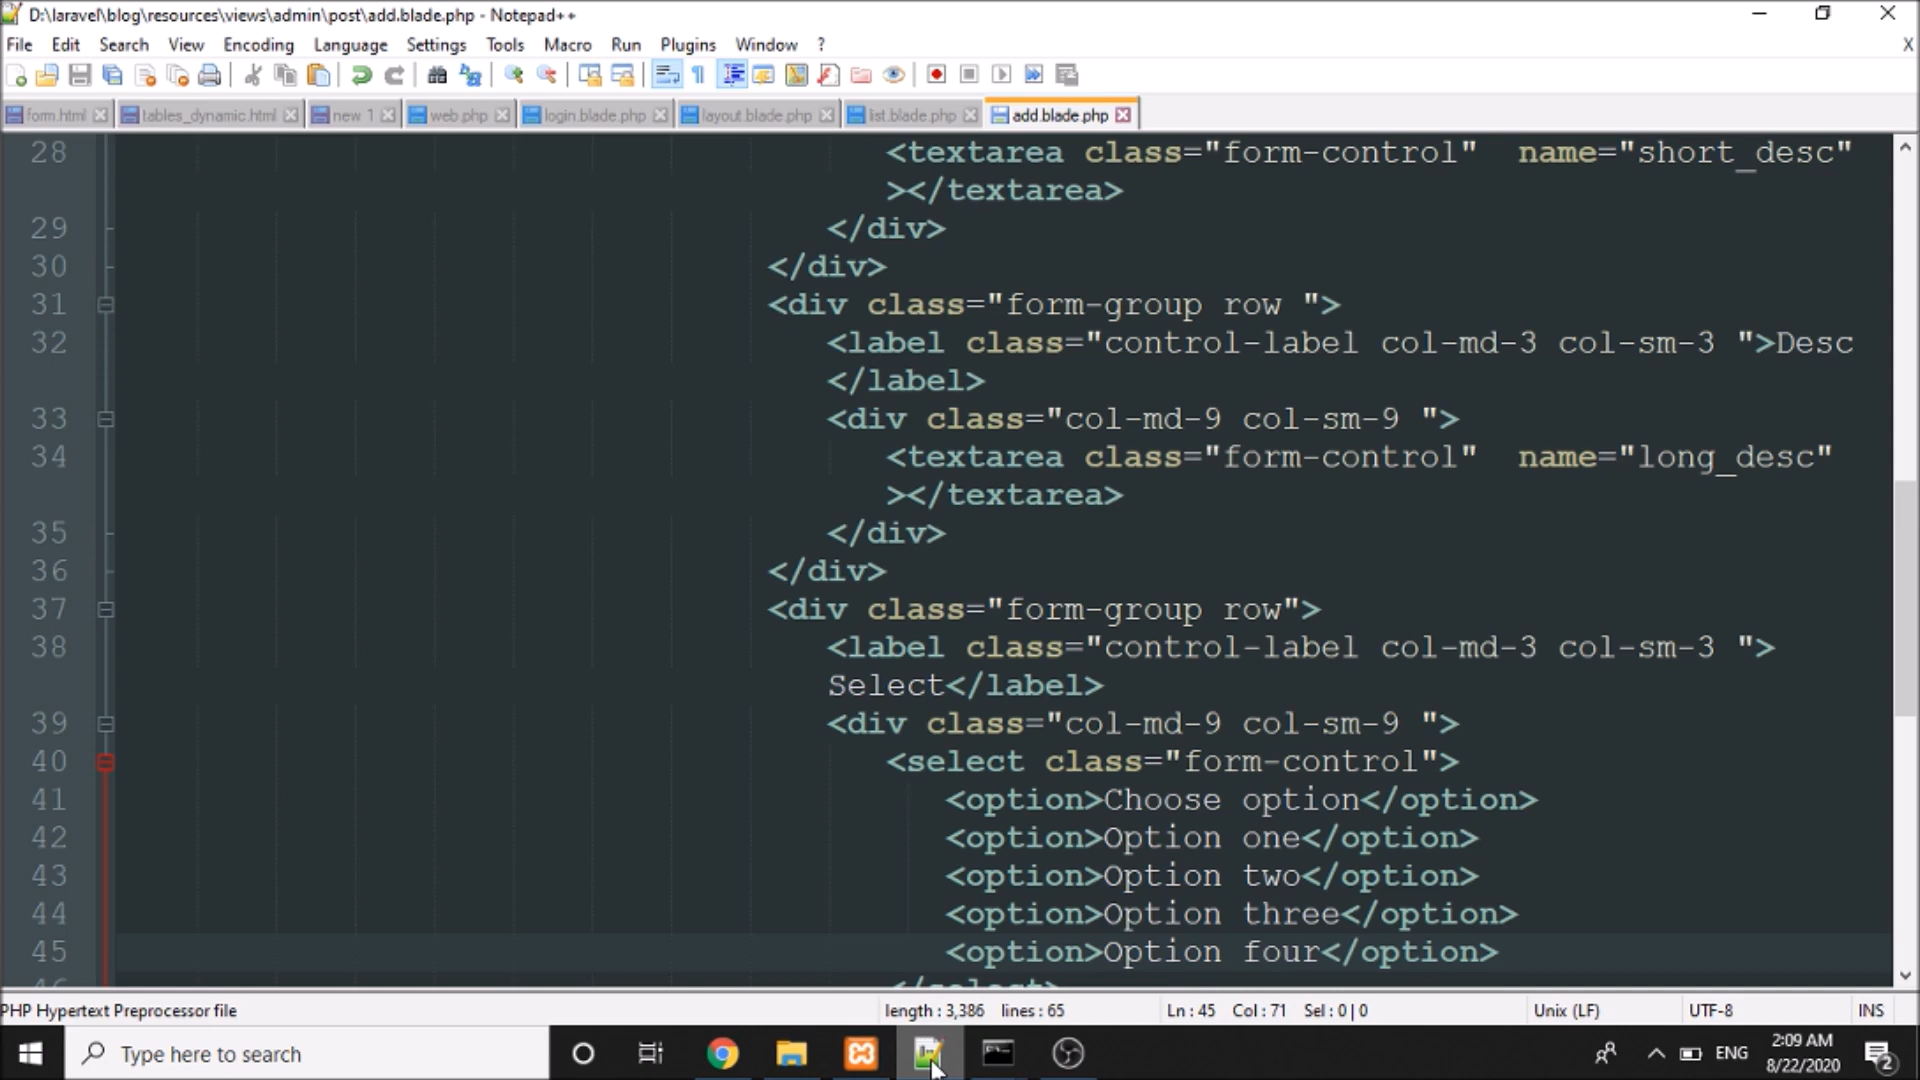 D:\laravel\blog\resources\views\admin\post\add.blade.php - Notepad++
File Edit Search View Encoding Language Settings Tools Macro Run Plugins Window ? X
form.html tables_dynamic.html new 1 web.php login.blade.php layout.blade.php list.blade.php add.blade.php
28 <textarea class="form-control"  name="short_desc"
></textarea>
29 </div>
30 </div>
31 <div class="form-group row ">
32 <label class="control-label col-md-3 col-sm-3 ">Desc
</label>
33 <div class="col-md-9 col-sm-9 ">
34 <textarea class="form-control"  name="long_desc"
></textarea>
35 </div>
36 </div>
37 <div class="form-group row">
38 <label class="control-label col-md-3 col-sm-3 ">
Select</label>
39 <div class="col-md-9 col-sm-9 ">
40 <select class="form-control">
41 <option>Choose option</option>
42 <option>Option one</option>
43 <option>Option two</option>
44 <option>Option three</option>
45 <option>Option four</option>
46 </select>
PHP Hypertext Preprocessor file length : 3,386 lines : 65 Ln : 45 Col : 71 Sel : 0 | 0 Unix (LF) UTF-8 INS
Type here to search ENG 2:09 AM
8/22/2020 2